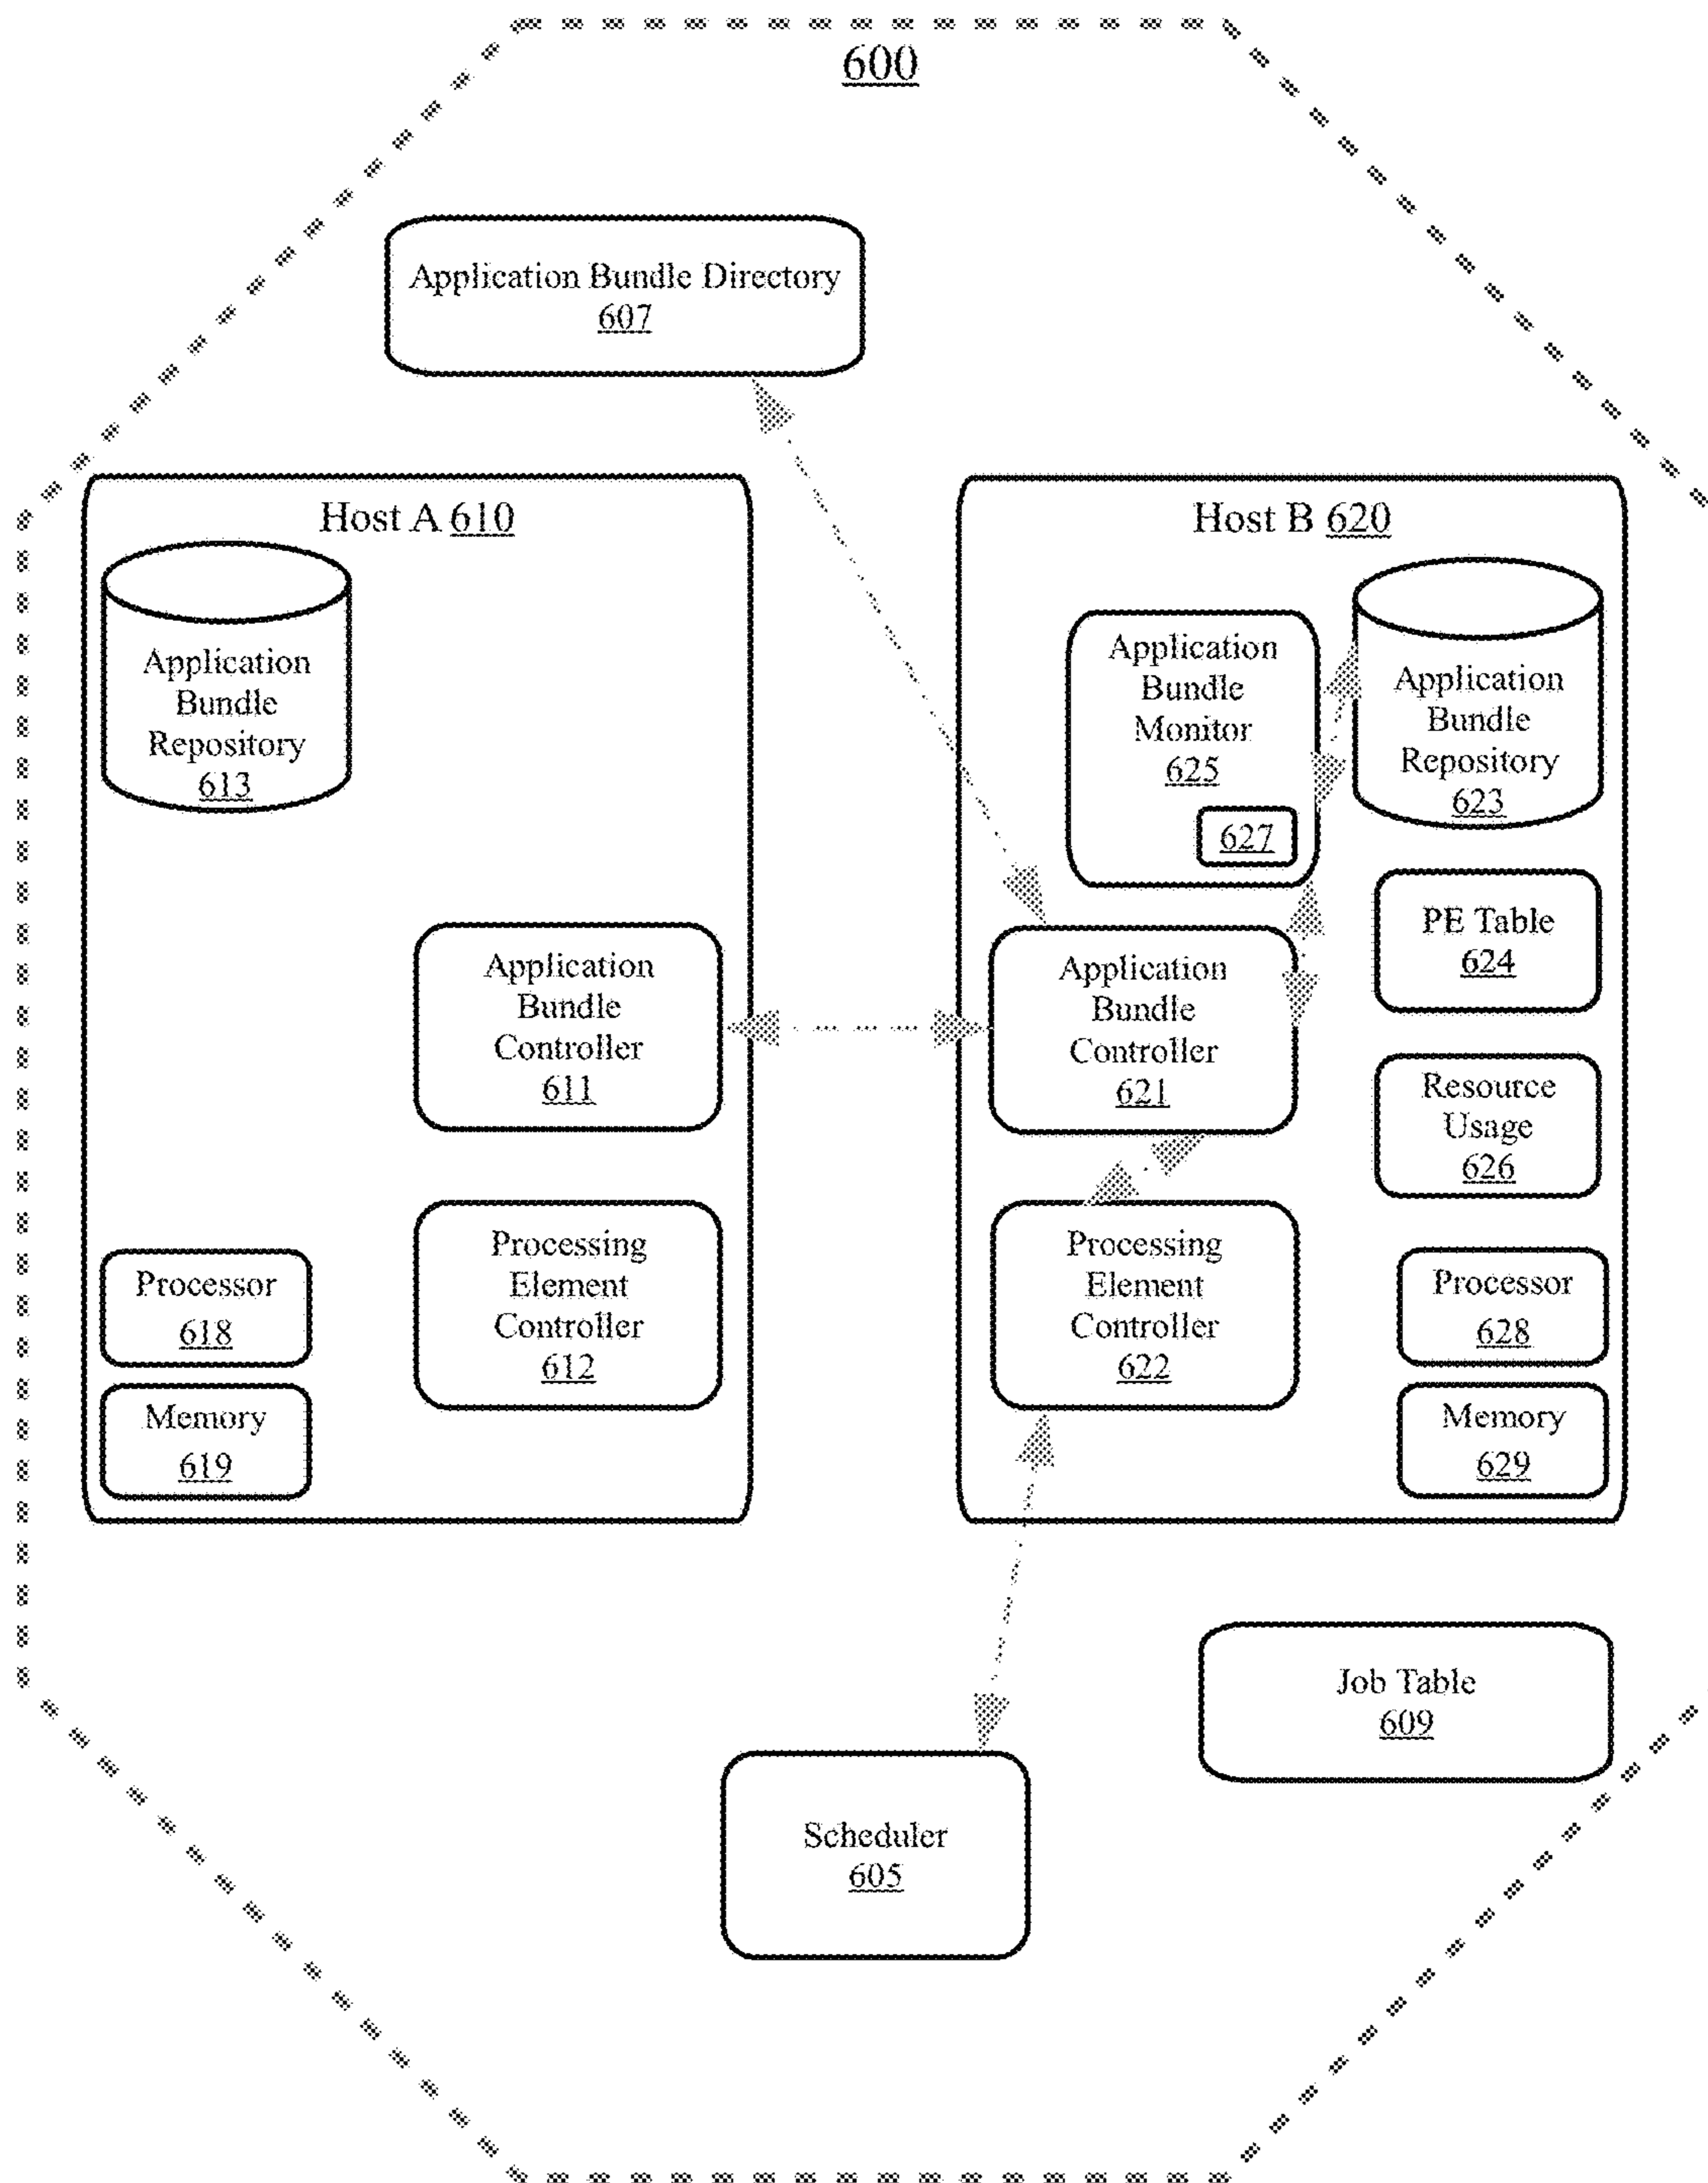 600
Application Bundle Directory
607
Host A 610
Application
Bundle
Repository
613
Application
Bundle
Controller
611
Processing
Element
Controller
612
Processor
618
Memory
619
Host B 620
Application
Bundle
Monitor
625
627
Application
Bundle
Repository
623
PE Table
624
Application
Bundle
Controller
621
Resource
Usage
626
Processing
Element
Controller
622
Processor
628
Memory
629
Job Table
609
Scheduler
605